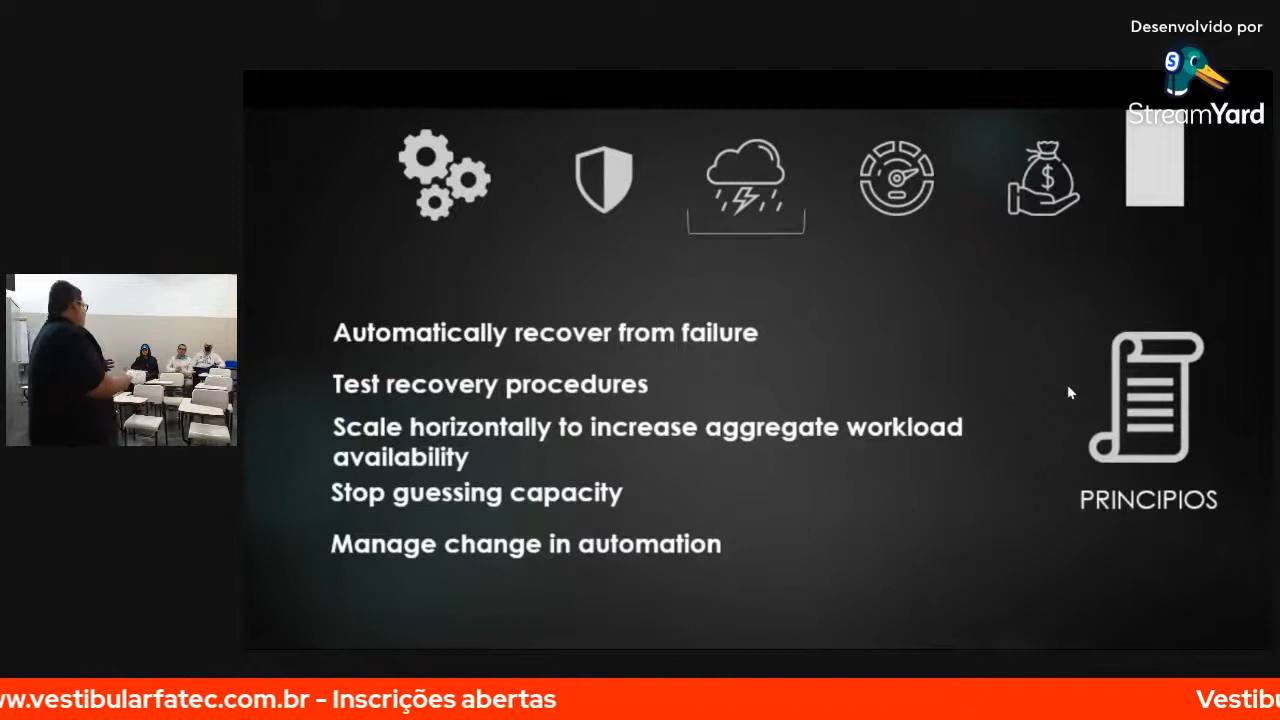 Desenvolvido por
StreamYard
Automatically recover from failure
Test recovery procedures
Scale horizontally to increase aggregate workload
availability
Stop guessing capacity
Manage change in automation
PRINCIPIOS
w.vestibularfatec.com.br - Inscrições abertas
Vestibu